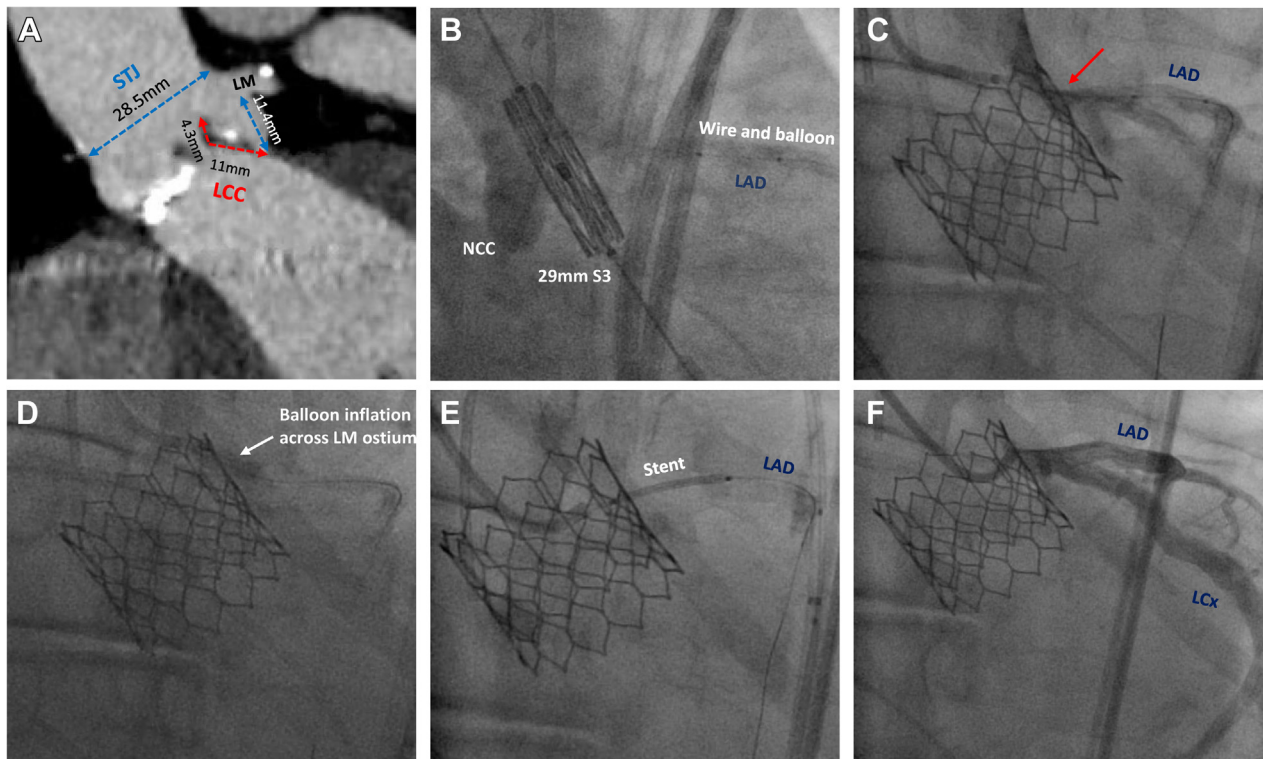 A
STJ
28.5mm
LM
11.4mm
4.3mm
11mm
LCC
B
Wire and balloon
LAD
NCC
29mm S3
C
LAD
D
Balloon inflation
across LM ostium
E
Stent
LAD
F
LAD
LCx